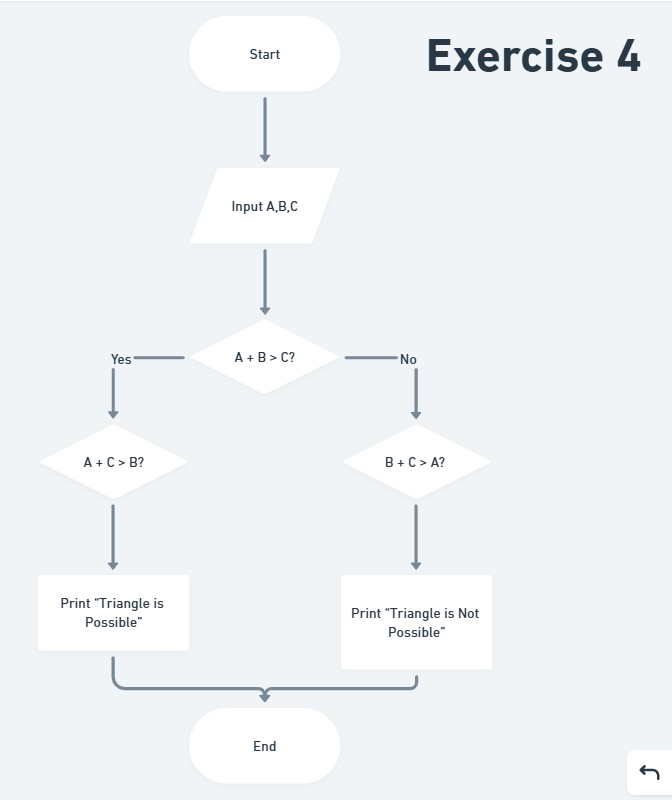 Exercise 4
Start
Input A,B,C
A + B > C?
Yes
No
A + C > B?
B + C > A?
Print “Triangle is
Possible”
Print “Triangle is Not
Possible”
End